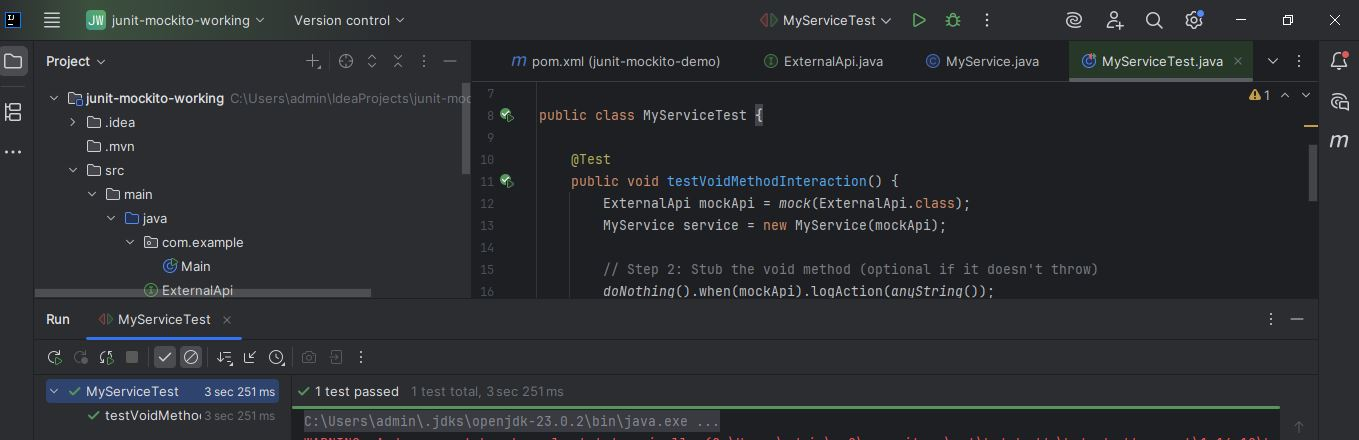 JW junit-mockito-working Version control MyServiceTest
Project
pom.xml (junit-mockito-demo) ExternalApi.java MyService.java MyServiceTest.java
junit-mockito-working C:\Users\admin\IdeaProjects\junit-moc
.idea
.mvn
src
main
java
com.example
Main
ExternalApi
1
7
8 public class MyServiceTest {
9
10 @Test
11 public void testVoidMethodInteraction() {
12 ExternalApi mockApi = mock(ExternalApi.class);
13 MyService service = new MyService(mockApi);
14
15 // Step 2: Stub the void method (optional if it doesn't throw)
16 doNothing().when(mockApi).logAction(anyString());
Run MyServiceTest
MyServiceTest 3 sec 251 ms
testVoidMetho 3 sec 251 ms
1 test passed 1 test total, 3 sec 251 ms
C:\Users\admin\.jdks\openjdk-23.0.2\bin\java.exe ...